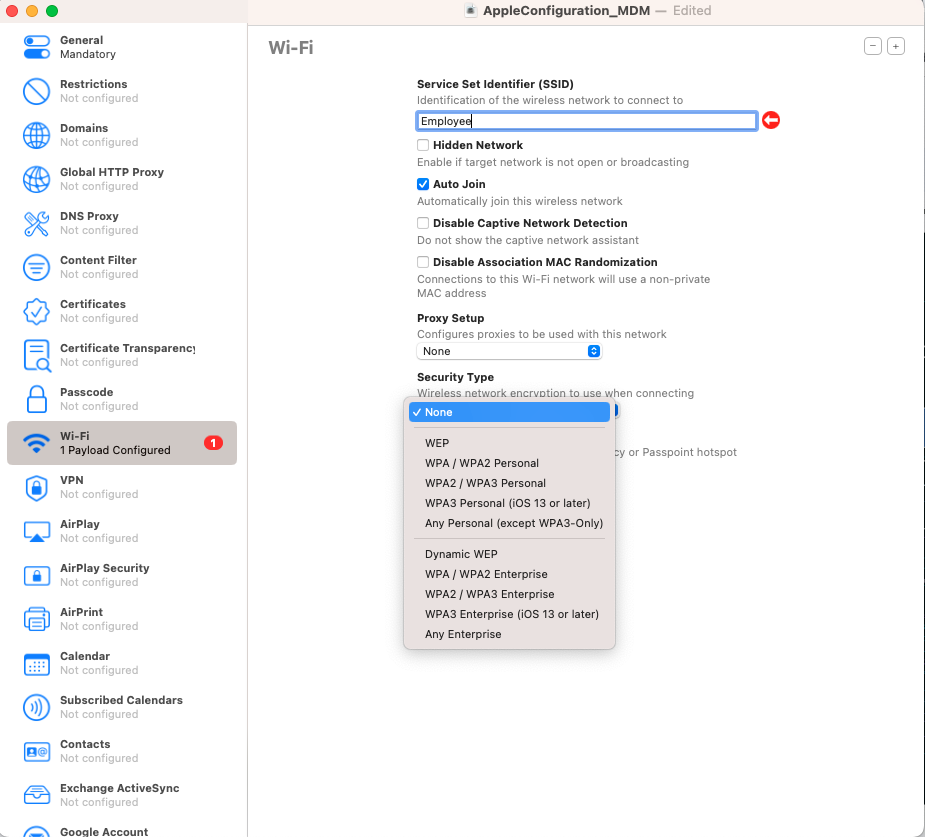 AppleConfiguration_MDM — Edited
General
Mandatory
Restrictions
Not configured
Domains
Not configured
Global HTTP Proxy
Not configured
DNS Proxy
Not configured
Content Filter
Not configured
Certificates
Not configured
Certificate Transparency
Not configured
Passcode
Not configured
Wi-Fi
1 Payload Configured
1
VPN
Not configured
AirPlay
Not configured
AirPlay Security
Not configured
AirPrint
Not configured
Calendar
Not configured
Subscribed Calendars
Not configured
Contacts
Not configured
Exchange ActiveSync
Not configured
Google Account
Wi-Fi
Service Set Identifier (SSID)
Identification of the wireless network to connect to
Employee
Hidden Network
Enable if target network is not open or broadcasting
Auto Join
Automatically join this wireless network
Disable Captive Network Detection
Do not show the captive network assistant
Disable Association MAC Randomization
Connections to this Wi-Fi network will use a non-private
MAC address
Proxy Setup
Configures proxies to be used with this network
None
Security Type
Wireless network encryption to use when connecting
✓ None
WEP
cy or Passpoint hotspot
WPA / WPA2 Personal
WPA2 / WPA3 Personal
WPA3 Personal (iOS 13 or later)
Any Personal (except WPA3-Only)
Dynamic WEP
WPA / WPA2 Enterprise
WPA2 / WPA3 Enterprise
WPA3 Enterprise (iOS 13 or later)
Any Enterprise